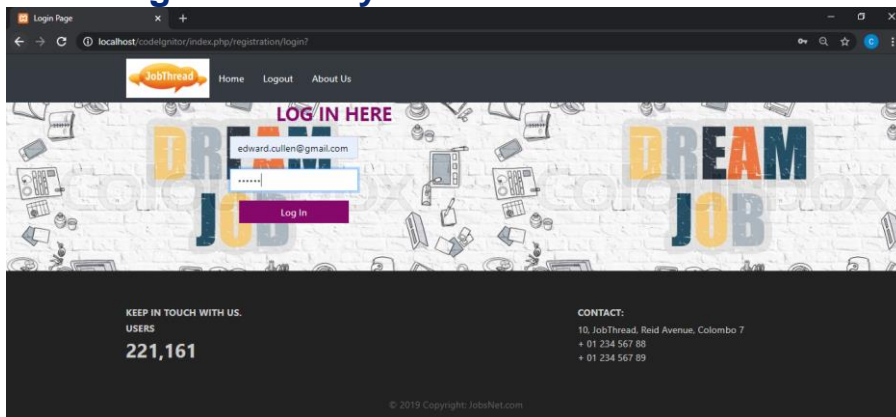 Login Page
localhost/codeIgnitor/index.php/registration/login?
C
JobThread
Home Logout About Us
LOG IN HERE
DREAM
JOB
DREAM
JOB
edward.cullen@gmail.com
••••••
Log In
KEEP IN TOUCH WITH US.
USERS
221,161
CONTACT:
10, JobThread, Reid Avenue, Colombo 7
+ 01 234 567 88
+ 01 234 567 89
© 2019 Copyright: JobsNet.com